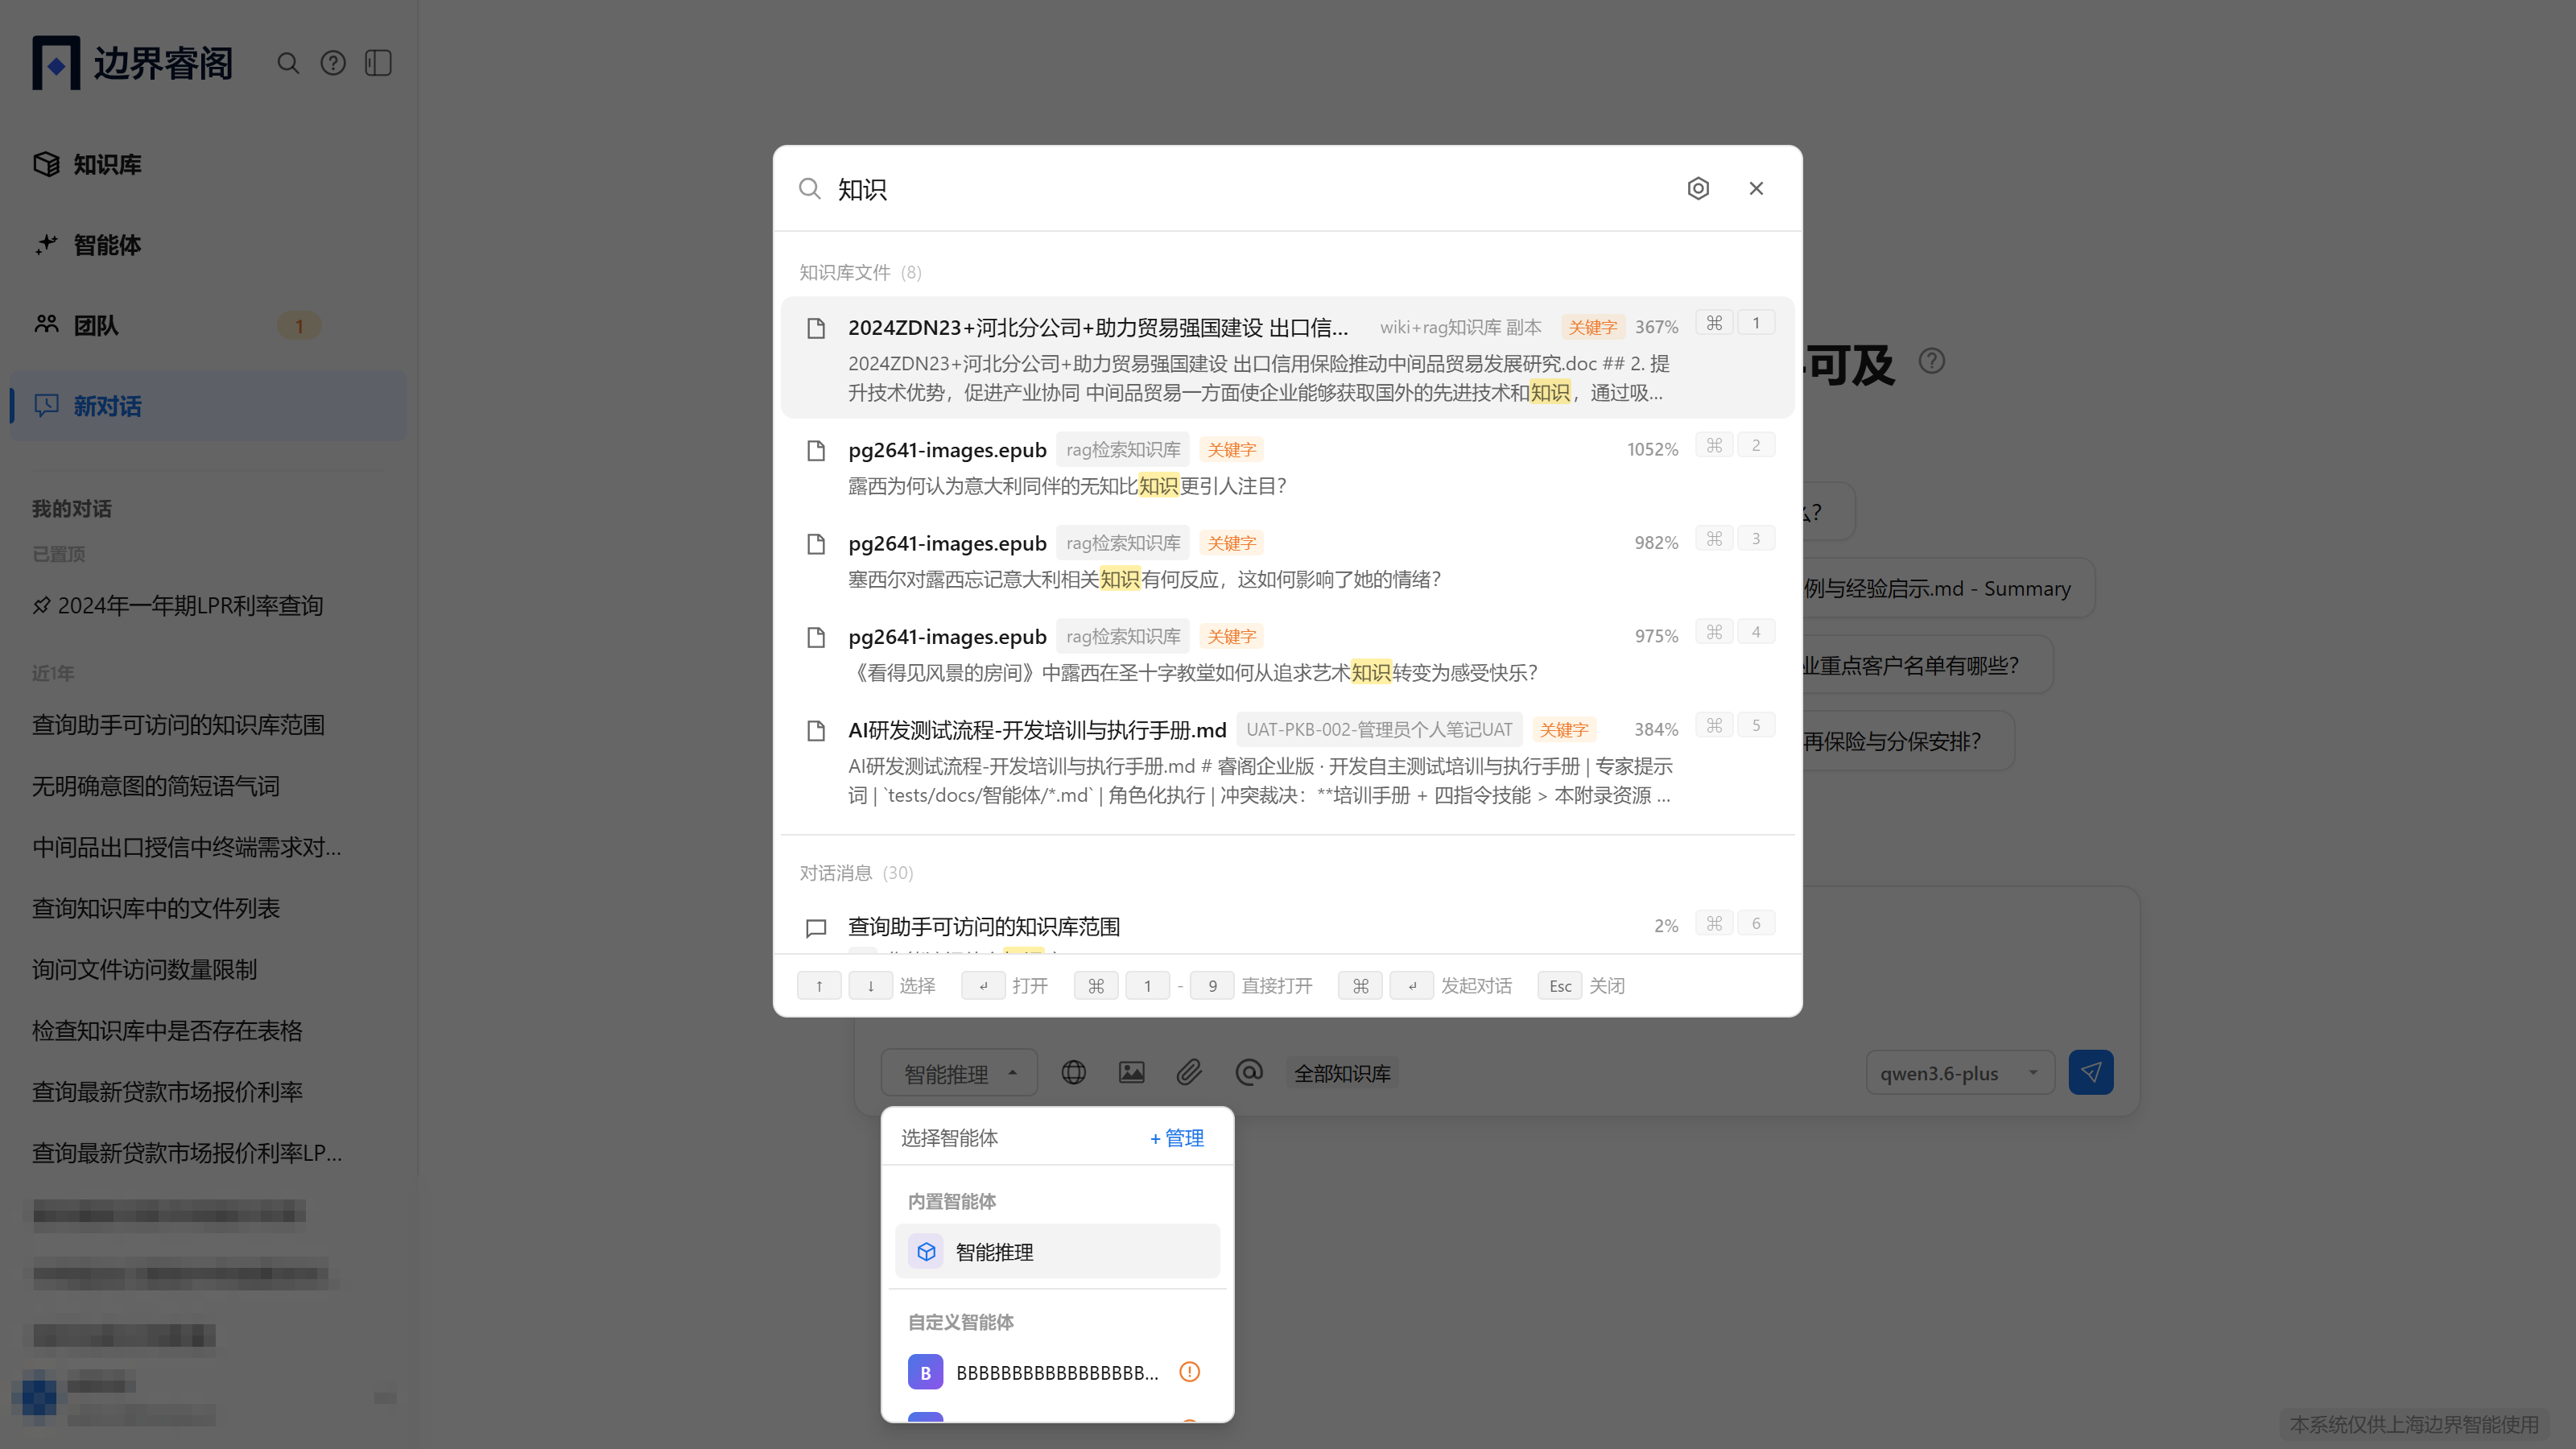 边界睿阁
知识库
智能体
团队 1
新对话
我的对话
已置顶
2024年一年期LPR利率查询
近1年
查询助手可访问的知识库范围
无明确意图的简短语气词
中间品出口授信中终端需求对...
查询知识库中的文件列表
询问文件访问数量限制
检查知识库中是否存在表格
查询最新贷款市场报价利率
查询最新贷款市场报价利率LP...
可及
知识
知识库文件 (8)
2024ZDN23+河北分公司+助力贸易强国建设 出口信... wiki+rag知识库 副本 关键字 367% ⌘ 1
2024ZDN23+河北分公司+助力贸易强国建设 出口信用保险推动中间品贸易发展研究.doc ## 2. 提
升技术优势，促进产业协同 中间品贸易一方面使企业能够获取国外的先进技术和知识，通过吸...
pg2641-images.epub rag检索知识库 关键字 1052% ⌘ 2
露西为何认为意大利同伴的无知比知识更引人注目？
pg2641-images.epub rag检索知识库 关键字 982% ⌘ 3
塞西尔对露西忘记意大利相关知识有何反应，这如何影响了她的情绪？
pg2641-images.epub rag检索知识库 关键字 975% ⌘ 4
《看得见风景的房间》中露西在圣十字教堂如何从追求艺术知识转变为感受快乐？
AI研发测试流程-开发培训与执行手册.md UAT-PKB-002-管理员个人笔记UAT 关键字 384% ⌘ 5
AI研发测试流程-开发培训与执行手册.md # 睿阁企业版 · 开发自主测试培训与执行手册 | 专家提示
词 | `tests/docs/智能体/*.md` | 角色化执行 | 冲突裁决：**培训手册 + 四指令技能 > 本附录资源 ...
对话消息 (30)
查询助手可访问的知识库范围 2% ⌘ 6
↑ ↓ 选择 ↵ 打开 ⌘ 1 - 9 直接打开 ⌘ ↵ 发起对话 Esc 关闭
例与经验启示.md - Summary
业重点客户名单有哪些？
再保险与分保安排？
智能推理 全部知识库 qwen3.6-plus
选择智能体 + 管理
内置智能体
智能推理
自定义智能体
B BBBBBBBBBBBBBBBBB...
本系统仅供上海边界智能使用